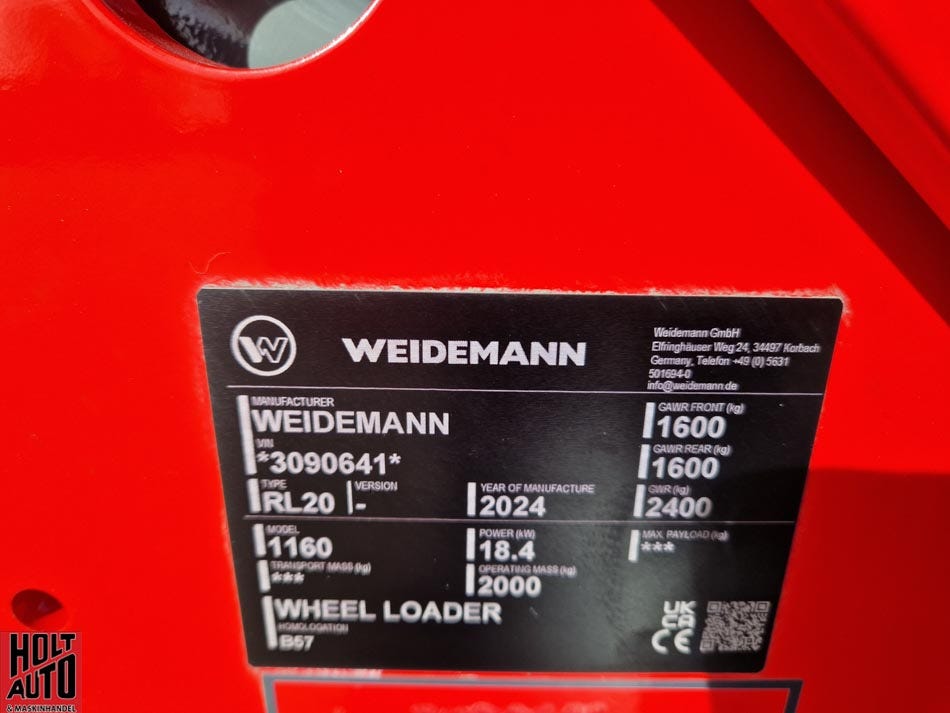 W WEIDEMANN
Weidemann GmbH
Elfringhäuser Weg 24, 34497 Korbach
Germany, Telefon +49 (0) 5631
501694-0
info@weidemann.de
MANUFACTURER
WEIDEMANN
GAWR FRONT (kg)
1600
VIN
*3090641*
GAWR REAR (kg)
1600
TYPE VERSION YEAR OF MANUFACTURE GWR (kg)
RL20 - 2024 2400
MODEL POWER (kW) MAX. PAYLOAD (kg)
1160 18.4 ***
TRANSPORT MASS (kg) OPERATING MASS (kg)
*** 2000
WHEEL LOADER
HOMOLOGATION
B57
UK
CA
CE
HOLT
AUTO
& MASKINHANDEL